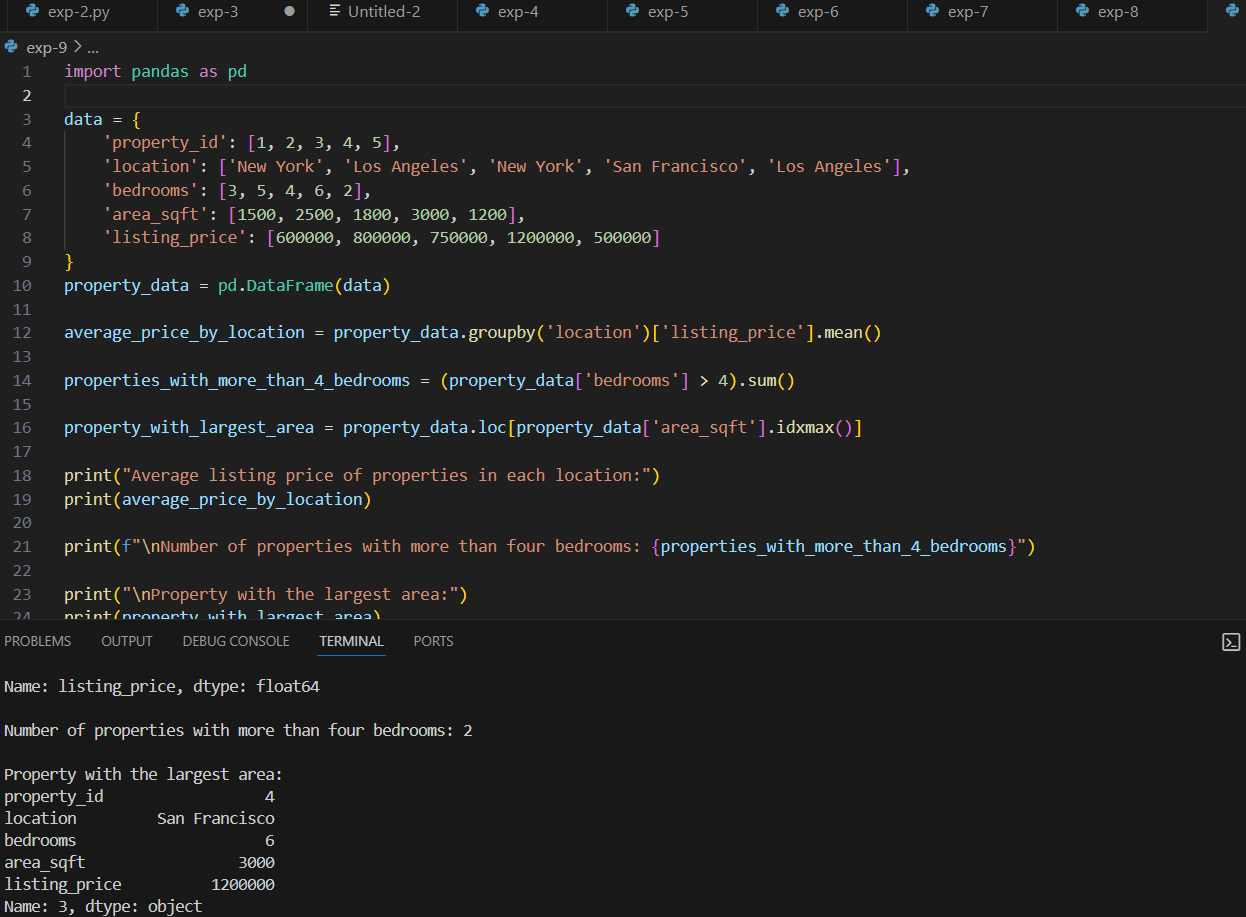 exp-2.py exp-3 Untitled-2 exp-4 exp-5 exp-6 exp-7 exp-8
exp-9 > ...
1 import pandas as pd
2
3 data = {
4     'property_id': [1, 2, 3, 4, 5],
5     'location': ['New York', 'Los Angeles', 'New York', 'San Francisco', 'Los Angeles'],
6     'bedrooms': [3, 5, 4, 6, 2],
7     'area_sqft': [1500, 2500, 1800, 3000, 1200],
8     'listing_price': [600000, 800000, 750000, 1200000, 500000]
9 }
10 property_data = pd.DataFrame(data)
11
12 average_price_by_location = property_data.groupby('location')['listing_price'].mean()
13
14 properties_with_more_than_4_bedrooms = (property_data['bedrooms'] > 4).sum()
15
16 property_with_largest_area = property_data.loc[property_data['area_sqft'].idxmax()]
17
18 print("Average listing price of properties in each location:")
19 print(average_price_by_location)
20
21 print(f"\nNumber of properties with more than four bedrooms: {properties_with_more_than_4_bedrooms}")
22
23 print("\nProperty with the largest area:")
24 print(property_with_largest_area)
PROBLEMS OUTPUT DEBUG CONSOLE TERMINAL PORTS
Name: listing_price, dtype: float64
Number of properties with more than four bedrooms: 2
Property with the largest area:
property_id 4
location San Francisco
bedrooms 6
area_sqft 3000
listing_price 1200000
Name: 3, dtype: object